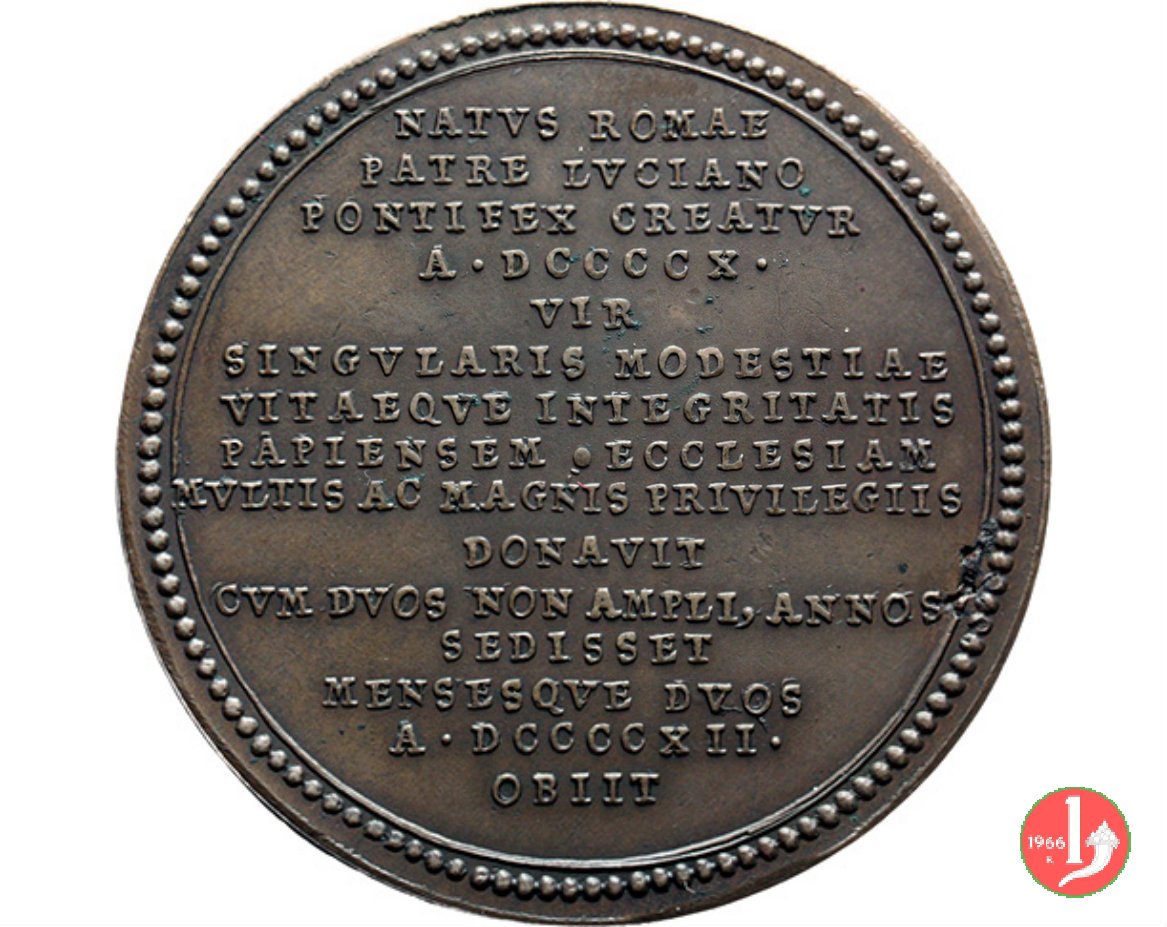 NATVS ROMAE
PATRE LVCIANO
PONTIFEX CREATVR
A · DCCCCX ·
VIR
SINGVLARIS MODESTIAE
VITAEQVE INTEGRITATIS
PAPIENSEM · ECCLESIAM
MVLTIS AC MAGNIS PRIVILEGIIS
DONAVIT
CVM DVOS NON AMPLI, ANNOS
SEDISSET
MENSESQVE DVOS
A · DCCCCXII ·
OBIIT
1966